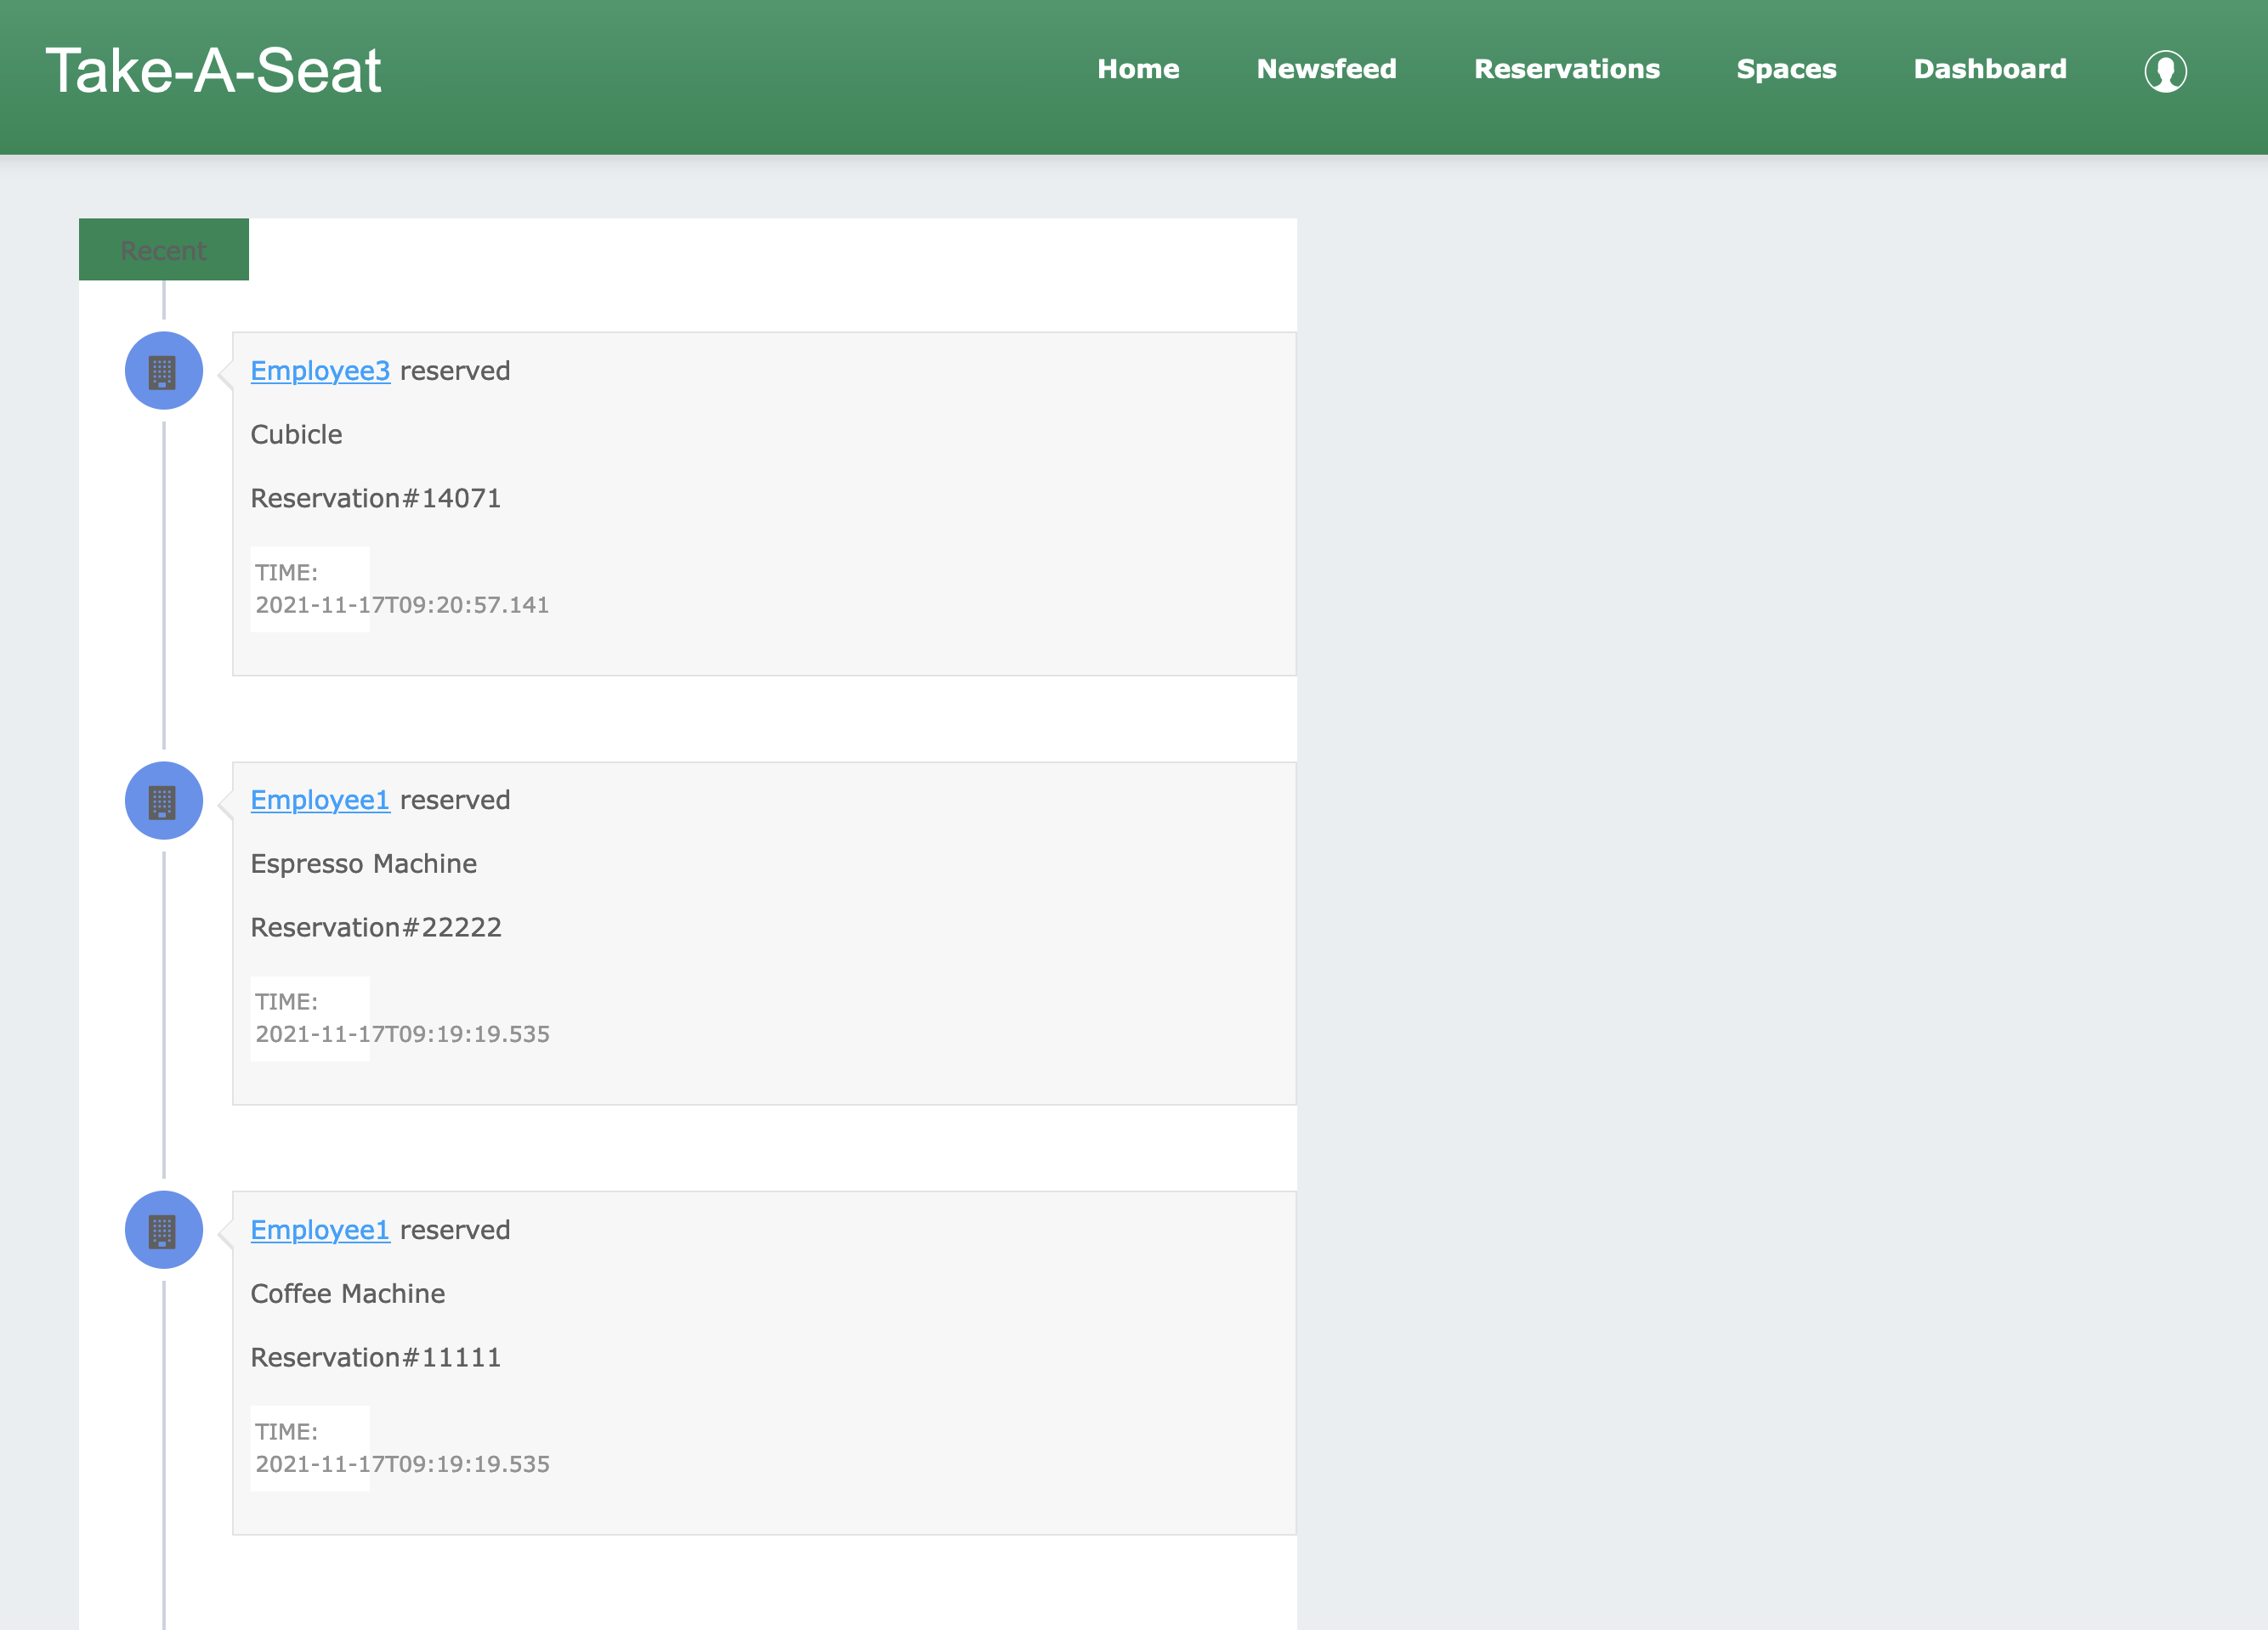 Take-A-Seat
Home Newsfeed Reservations Spaces Dashboard
Recent
Employee3 reserved
Cubicle
Reservation#14071
TIME:
2021-11-17T09:20:57.141
Employee1 reserved
Espresso Machine
Reservation#22222
TIME:
2021-11-17T09:19:19.535
Employee1 reserved
Coffee Machine
Reservation#11111
TIME:
2021-11-17T09:19:19.535